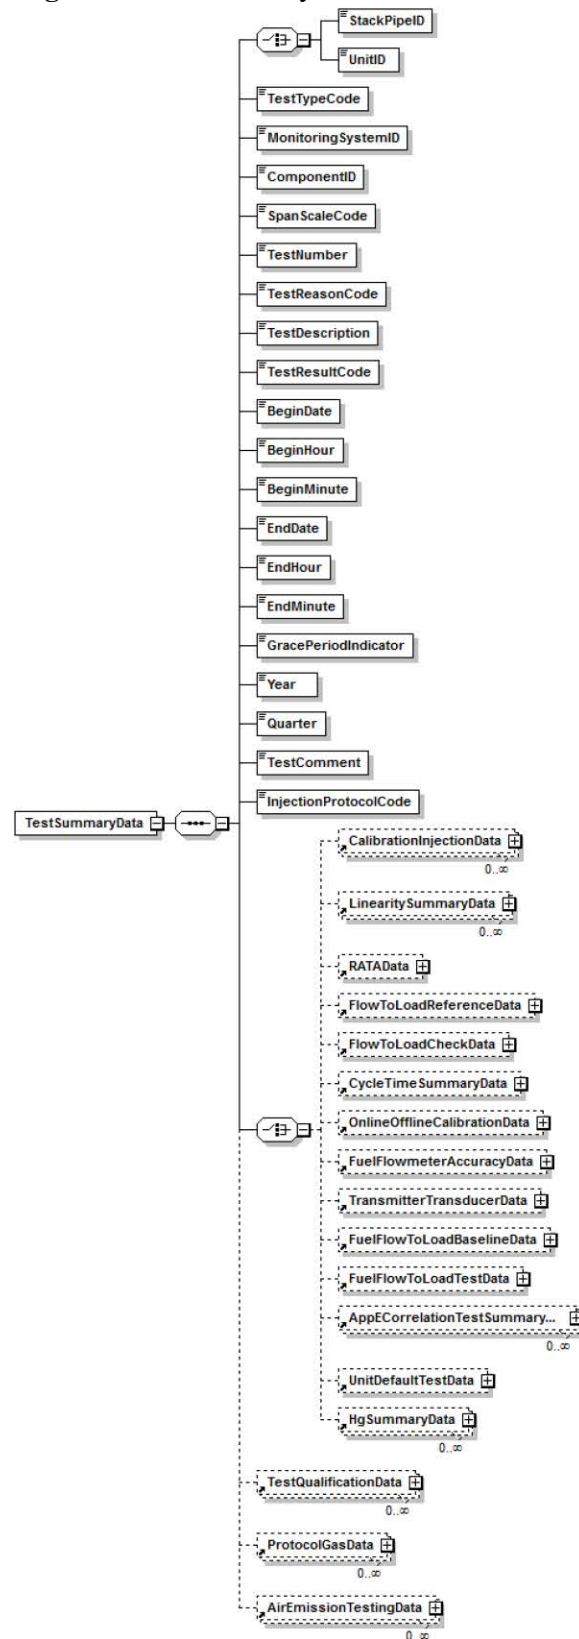 StackPipeID
UnitID
TestTypeCode
MonitoringSystemID
ComponentID
SpanScaleCode
TestNumber
TestReasonCode
TestDescription
TestResultCode
BeginDate
BeginHour
BeginMinute
EndDate
EndHour
EndMinute
GracePeriodIndicator
Year
Quarter
TestComment
InjectionProtocolCode
TestSummaryData
CalibrationInjectionData
0..∞
LinearitySummaryData
0..∞
RATAData
FlowToLoadReferenceData
FlowToLoadCheckData
CycleTimeSummaryData
OnlineOfflineCalibrationData
FuelFlowmeterAccuracyData
TransmitterTransducerData
FuelFlowToLoadBaselineData
FuelFlowToLoadTestData
AppECorrelationTestSummary...
0..∞
UnitDefaultTestData
HgSummaryData
0..∞
TestQualificationData
0..∞
ProtocolGasData
0..∞
AirEmissionTestingData
0..∞